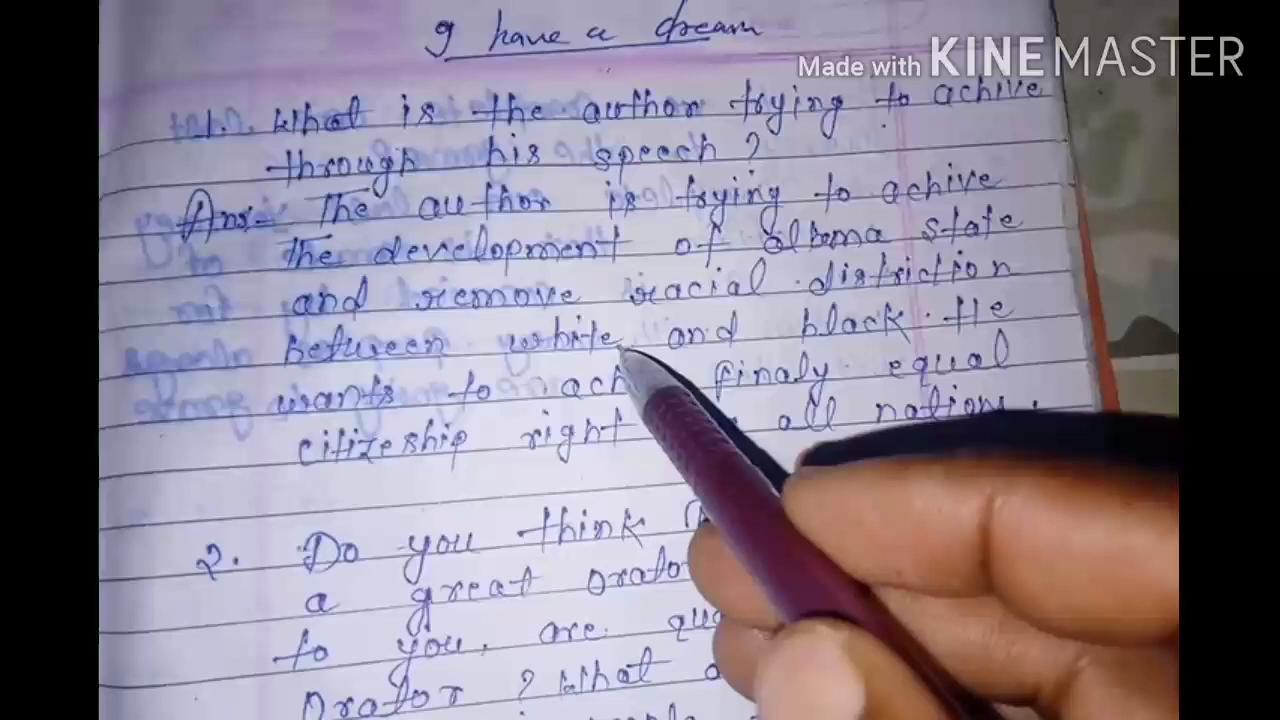 I have a dream
Made with KINEMASTER
1. What is the author trying to achive
through his speech ?
Ans- The author is trying to achive
the development of albama state
and remove racial distriction
between white and black. He
wants to ach finaly equal
citizeship right all nation.
2. Do you think
a great orator
to you, are qua
Orator ? What